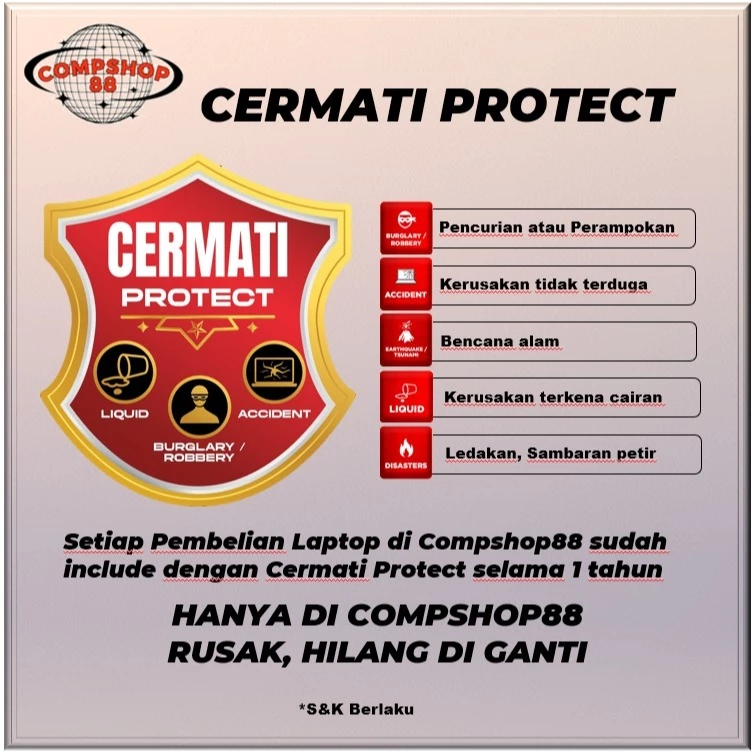 COMPSHOP
88
CERMATI PROTECT
CERMATI
PROTECT
LIQUID
BURGLARY /
ROBBERY
ACCIDENT
BURGLARY /
ROBBERY
Pencurian atau Perampokan
ACCIDENT
Kerusakan tidak terduga
EARTHQUAKE /
TSUNAMI
Bencana alam
LIQUID
Kerusakan terkena cairan
DISASTERS
Ledakan, Sambaran petir
Setiap Pembelian Laptop di Compshop88 sudah
include dengan Cermati Protect selama 1 tahun
HANYA DI COMPSHOP88
RUSAK, HILANG DI GANTI
*S&K Berlaku